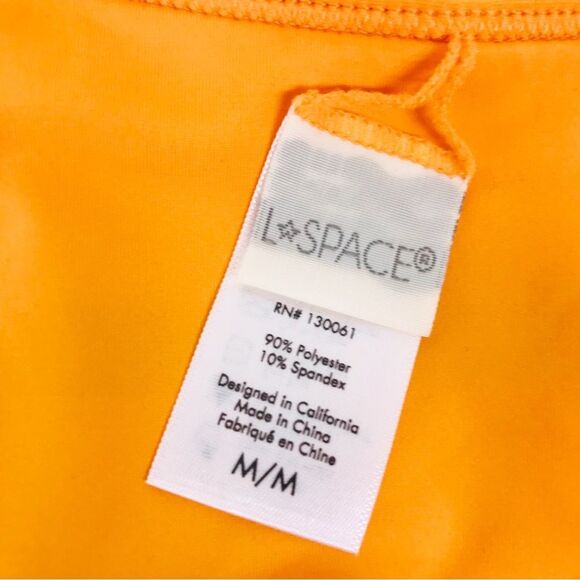 L☆SPACE®
RN# 130061
90% Polyester
10% Spandex
Designed in California
Made in China
Fabriqué en Chine
M/M